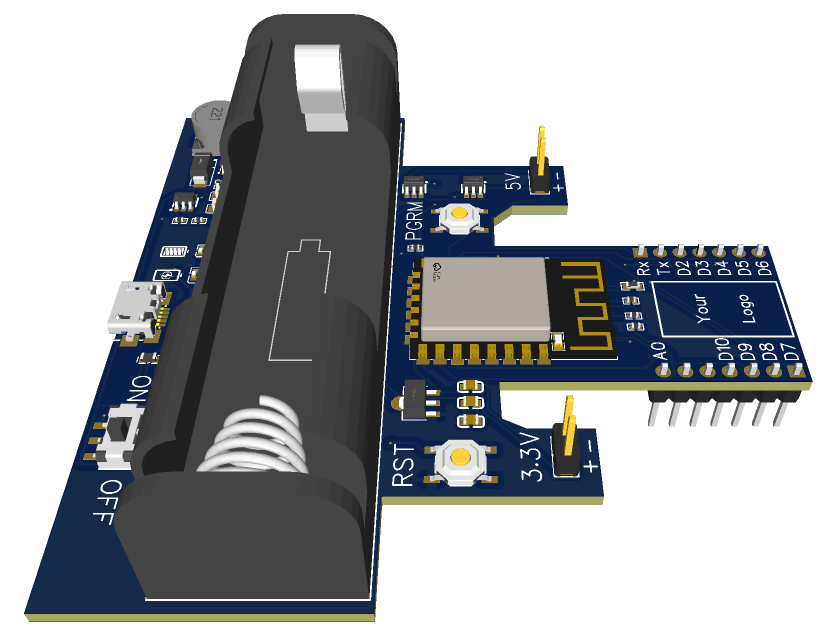 221
5V
+-
PGRM
Rx
Tx
D2
D3
D4
D5
D6
Your
Logo
A0
D10
D9
D8
D7
ON
OFF
RST
3.3V
+-